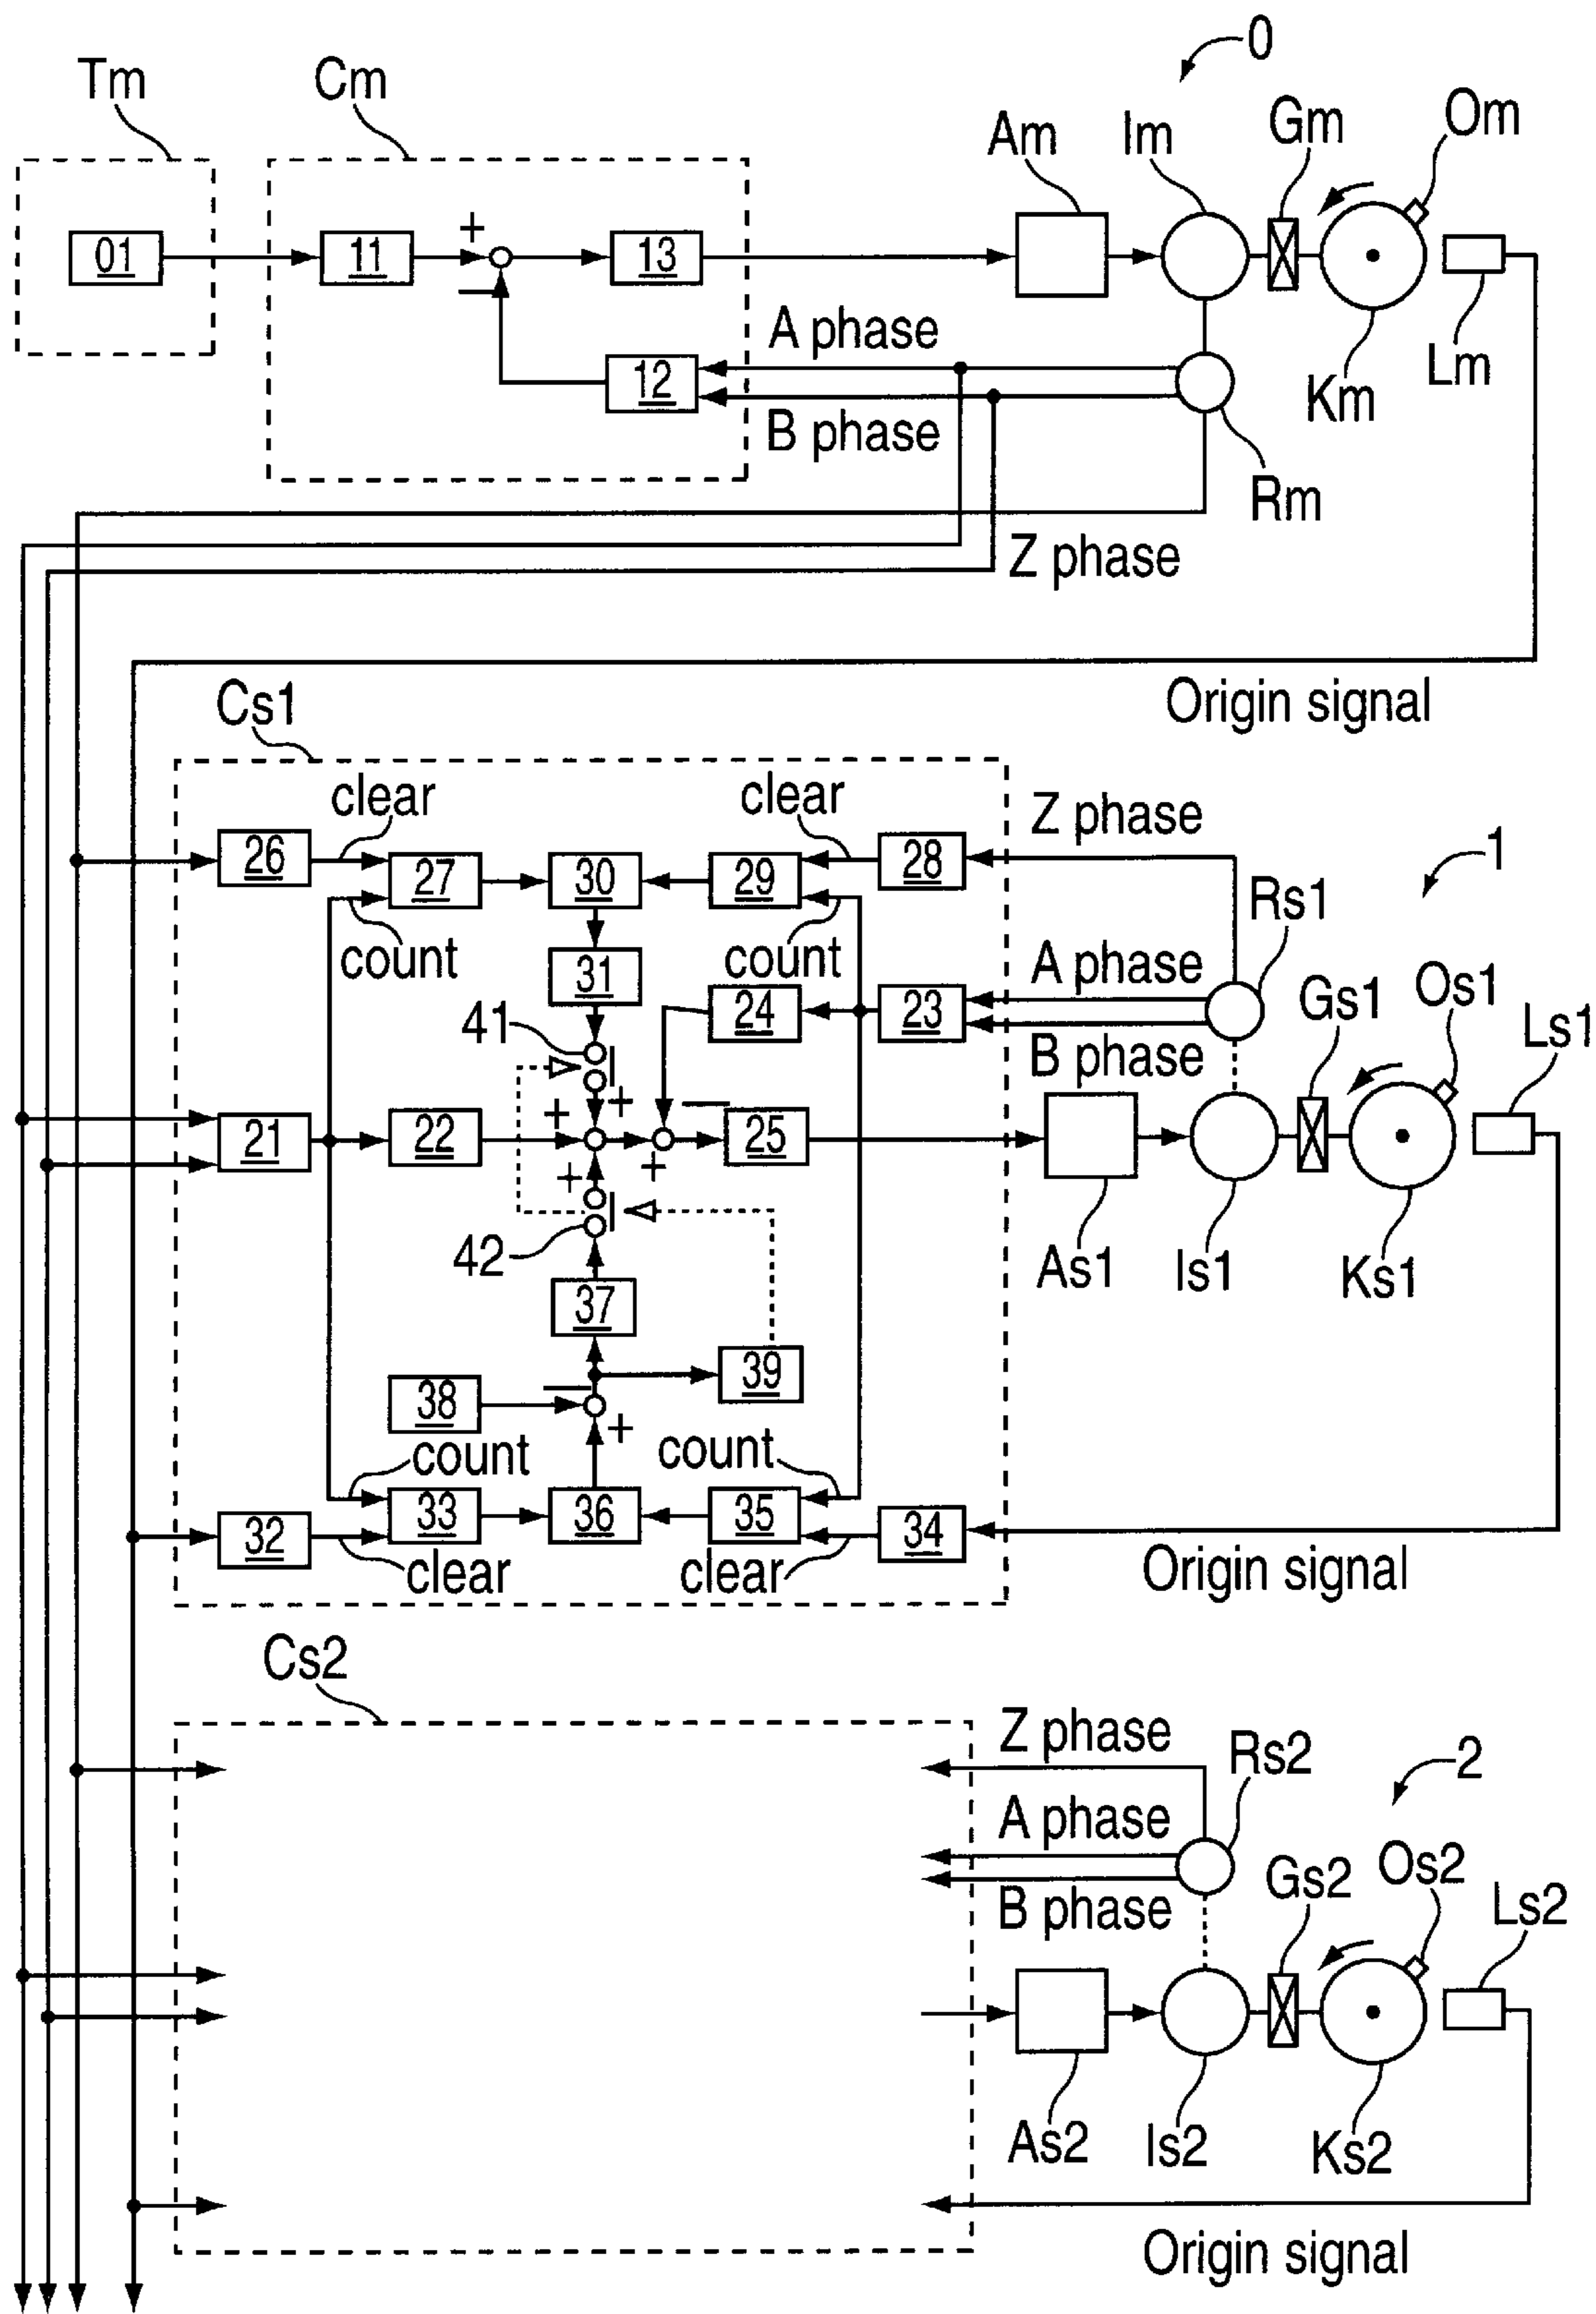 0
Tm
Cm
Am
Im
Gm
Om
01
11
+
13
−
A phase
12
B phase
Km
Lm
Rm
Z phase
Origin signal
Cs1
clear
clear
Z phase
1
26
27
30
29
28
Rs1
count
count
31
A phase
Gs1
Os1
Ls1
41
24
23
B phase
+
+
−
21
22
25
+
+
42
As1
Is1
Ks1
37
39
38
−
+
count
count
33
36
35
34
32
clear
clear
Origin signal
Cs2
Z phase
Rs2
2
A phase
Gs2
Os2
Ls2
B phase
As2
Is2
Ks2
Origin signal